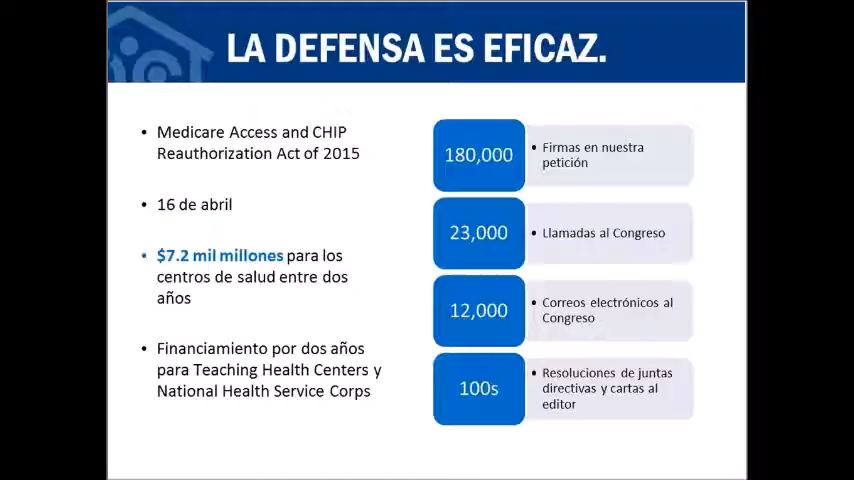 LA DEFENSA ES EFICAZ.
• Medicare Access and CHIP
Reauthorization Act of 2015
• 16 de abril
• $7.2 mil millones para los
centros de salud entre dos
años
• Financiamiento por dos años
para Teaching Health Centers y
National Health Service Corps
180,000
• Firmas en nuestra
petición
23,000
• Llamadas al Congreso
12,000
• Correos electrónicos al
Congreso
100s
• Resoluciones de juntas
directivas y cartas al
editor